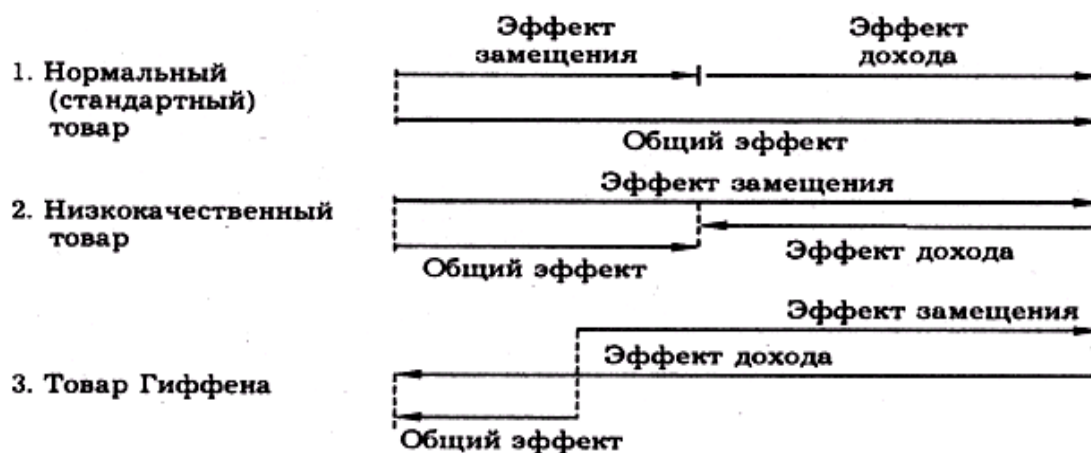 Эффект
замещения
Эффект
дохода
1. Нормальный
(стандартный)
товар
Общий эффект
Эффект замещения
2. Низкокачественный
товар
Эффект дохода
Общий эффект
Эффект замещения
Эффект дохода
3. Товар Гиффена
Общий эффект